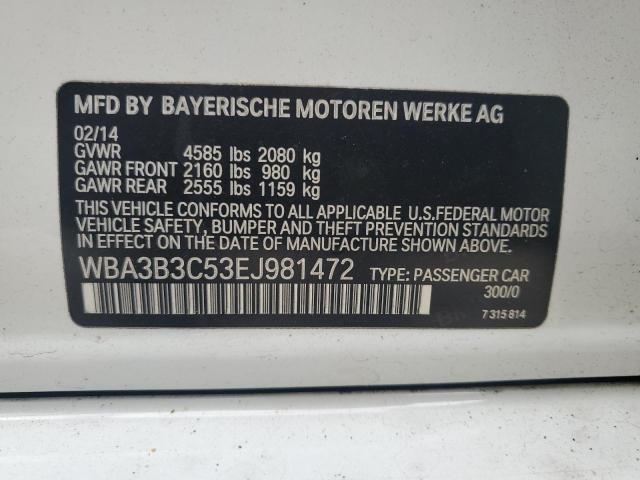 MFD BY BAYERISCHE MOTOREN WERKE AG
02/14
GVWR 4585 lbs 2080 kg
GAWR FRONT 2160 lbs 980 kg
GAWR REAR 2555 lbs 1159 kg
THIS VEHICLE CONFORMS TO ALL APPLICABLE U.S.FEDERAL MOTOR
VEHICLE SAFETY, BUMPER AND THEFT PREVENTION STANDARDS
IN EFFECT ON THE DATE OF MANUFACTURE SHOWN ABOVE.
WBA3B3C53EJ981472 TYPE: PASSENGER CAR
300/0
7 315 814